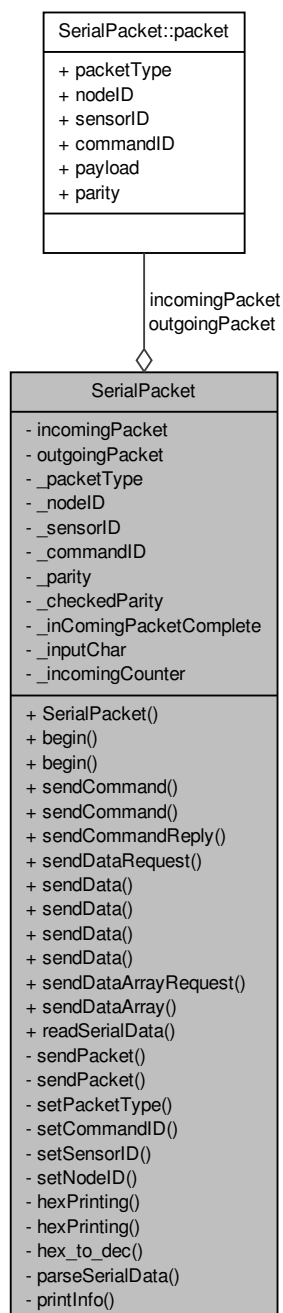 SerialPacket::packet
+ packetType
+ nodeID
+ sensorID
+ commandID
+ payload
+ parity
incomingPacket
outgoingPacket
SerialPacket
- incomingPacket
- outgoingPacket
- _packetType
- _nodeID
- _sensorID
- _commandID
- _parity
- _checkedParity
- _inComingPacketComplete
- _inputChar
- _incomingCounter
+ SerialPacket()
+ begin()
+ begin()
+ sendCommand()
+ sendCommand()
+ sendCommandReply()
+ sendDataRequest()
+ sendData()
+ sendData()
+ sendData()
+ sendData()
+ sendDataArrayRequest()
+ sendDataArray()
+ readSerialData()
- sendPacket()
- sendPacket()
- setPacketType()
- setCommandID()
- setSensorID()
- setNodeID()
- hexPrinting()
- hexPrinting()
- hex_to_dec()
- parseSerialData()
- printInfo()